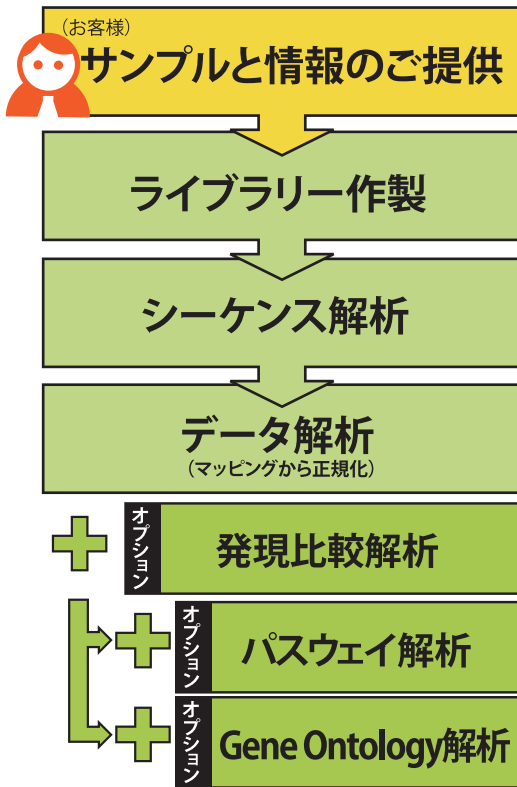 (お客様)
サンプルと情報のご提供
ライブラリー作製
シーケンス解析
データ解析
(マッピングから正規化)
オプション
発現比較解析
オプション
パスウェイ解析
オプション
Gene Ontology解析